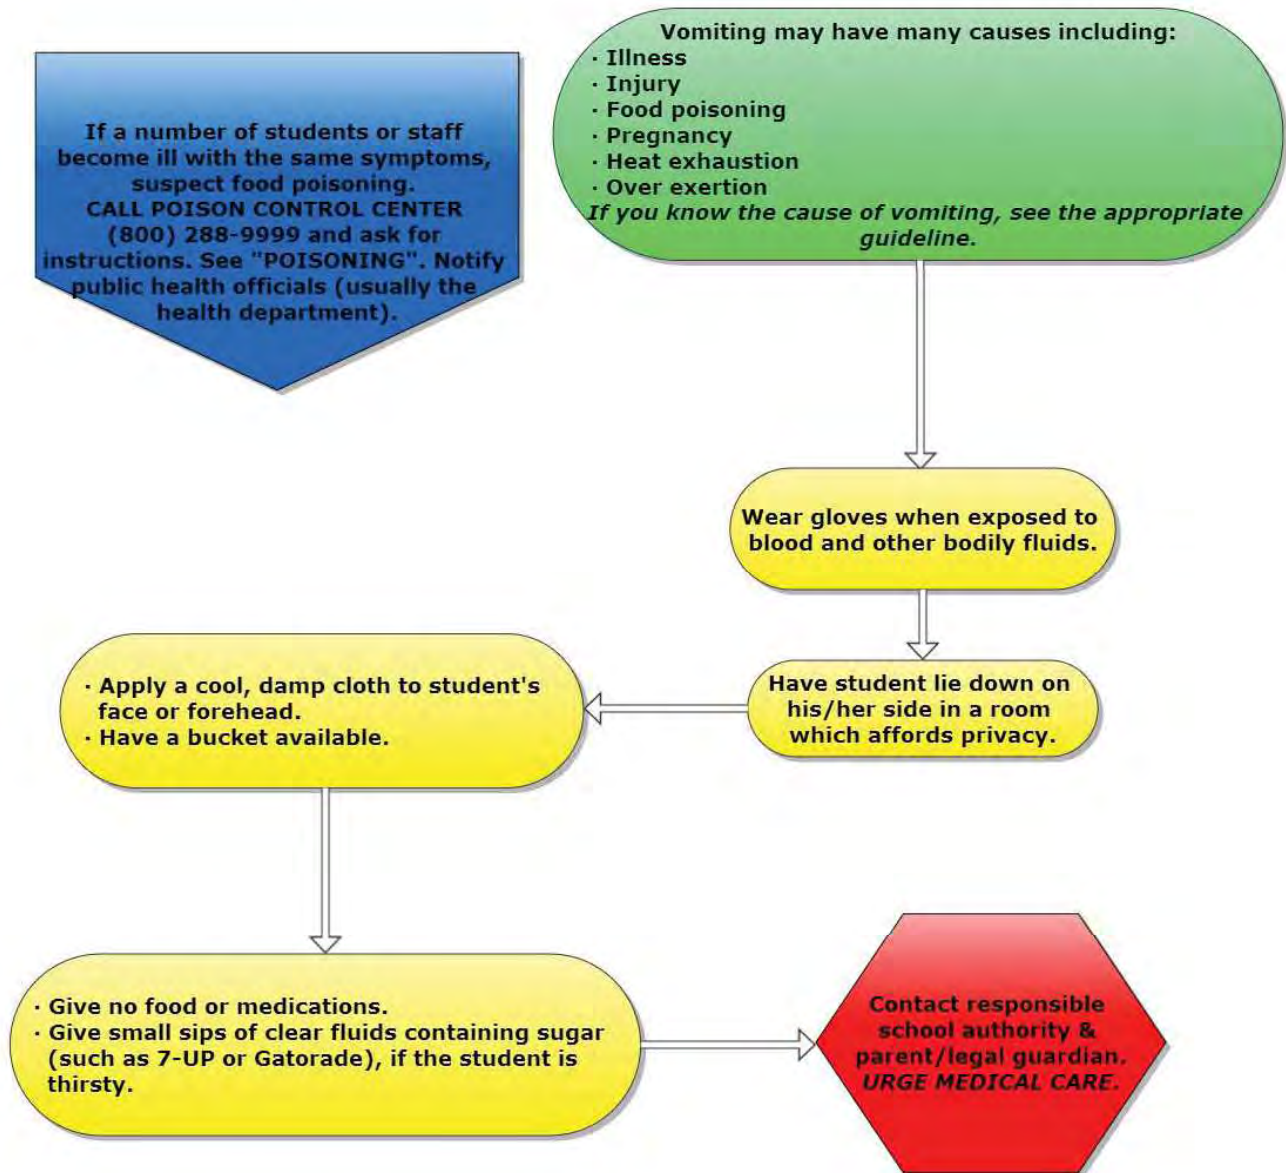 If a number of students or staff
become ill with the same symptoms,
suspect food poisoning.
CALL POISON CONTROL CENTER
(800) 288-9999 and ask for
instructions. See "POISONING". Notify
public health officials (usually the
health department).
Vomiting may have many causes including:
· Illness
· Injury
· Food poisoning
· Pregnancy
· Heat exhaustion
· Over exertion
If you know the cause of vomiting, see the appropriate
guideline.
Wear gloves when exposed to
blood and other bodily fluids.
Have student lie down on
his/her side in a room
which affords privacy.
· Apply a cool, damp cloth to student's
face or forehead.
· Have a bucket available.
· Give no food or medications.
· Give small sips of clear fluids containing sugar
(such as 7-UP or Gatorade), if the student is
thirsty.
Contact responsible
school authority &
parent/legal guardian.
URGE MEDICAL CARE.